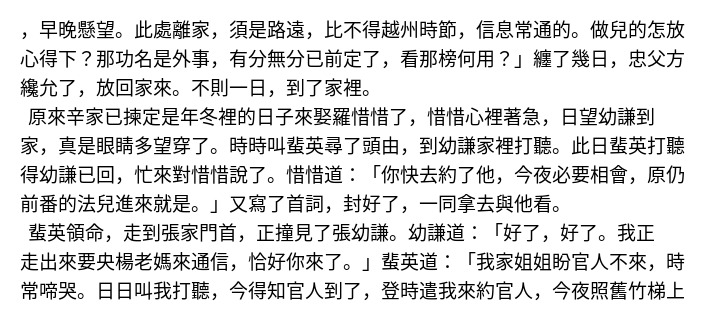 ，早晚懸望。此處離家，須是路遠，比不得越州時節，信息常通的。做兒的怎放
心得下？那功名是外事，有分無分已前定了，看那榜何用？」纏了幾日，忠父方
纔允了，放回家來。不則一日，到了家裡。
原來辛家已揀定是年冬裡的日子來娶羅惜惜了，惜惜心裡著急，日望幼謙到
家，真是眼睛多望穿了。時時叫蜚英尋了頭由，到幼謙家裡打聽。此日蜚英打聽
得幼謙已回，忙來對惜惜說了。惜惜道：「你快去約了他，今夜必要相會，原仍
前番的法兒進來就是。」又寫了首詞，封好了，一同拿去與他看。
蜚英領命，走到張家門首，正撞見了張幼謙。幼謙道：「好了，好了。我正
走出來要央楊老媽來通信，恰好你來了。」蜚英道：「我家姐姐盼官人不來，時
常啼哭。日日叫我打聽，今得知官人到了，登時遣我來約官人，今夜照舊竹梯上